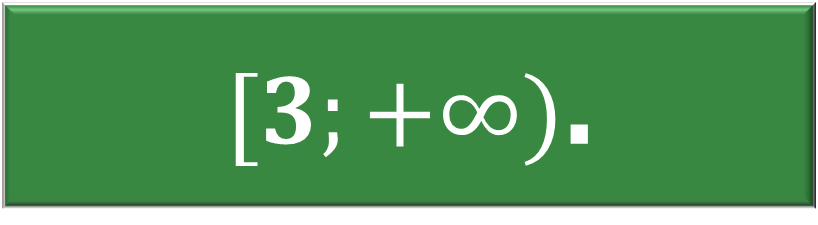 [3; +∞).